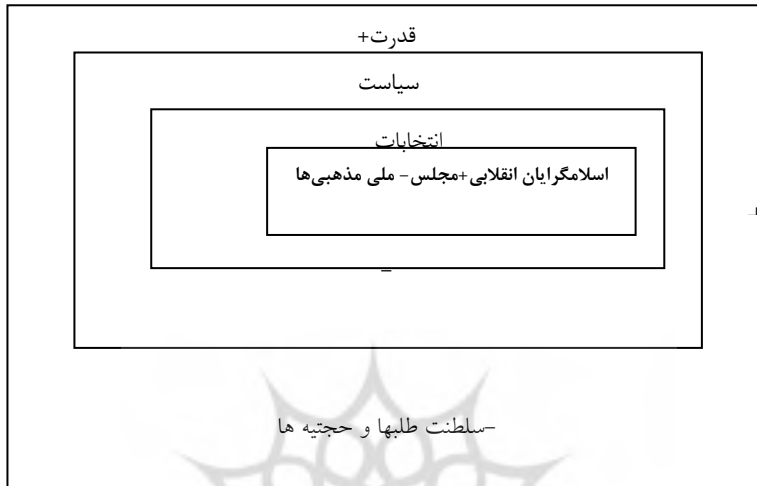 قدرت+
سیاست
انتخابات
اسلامگرایان انقلابی+مجلس- ملی مذهبی‌ها
–
-سلطنت طلبها و حجتیه ها